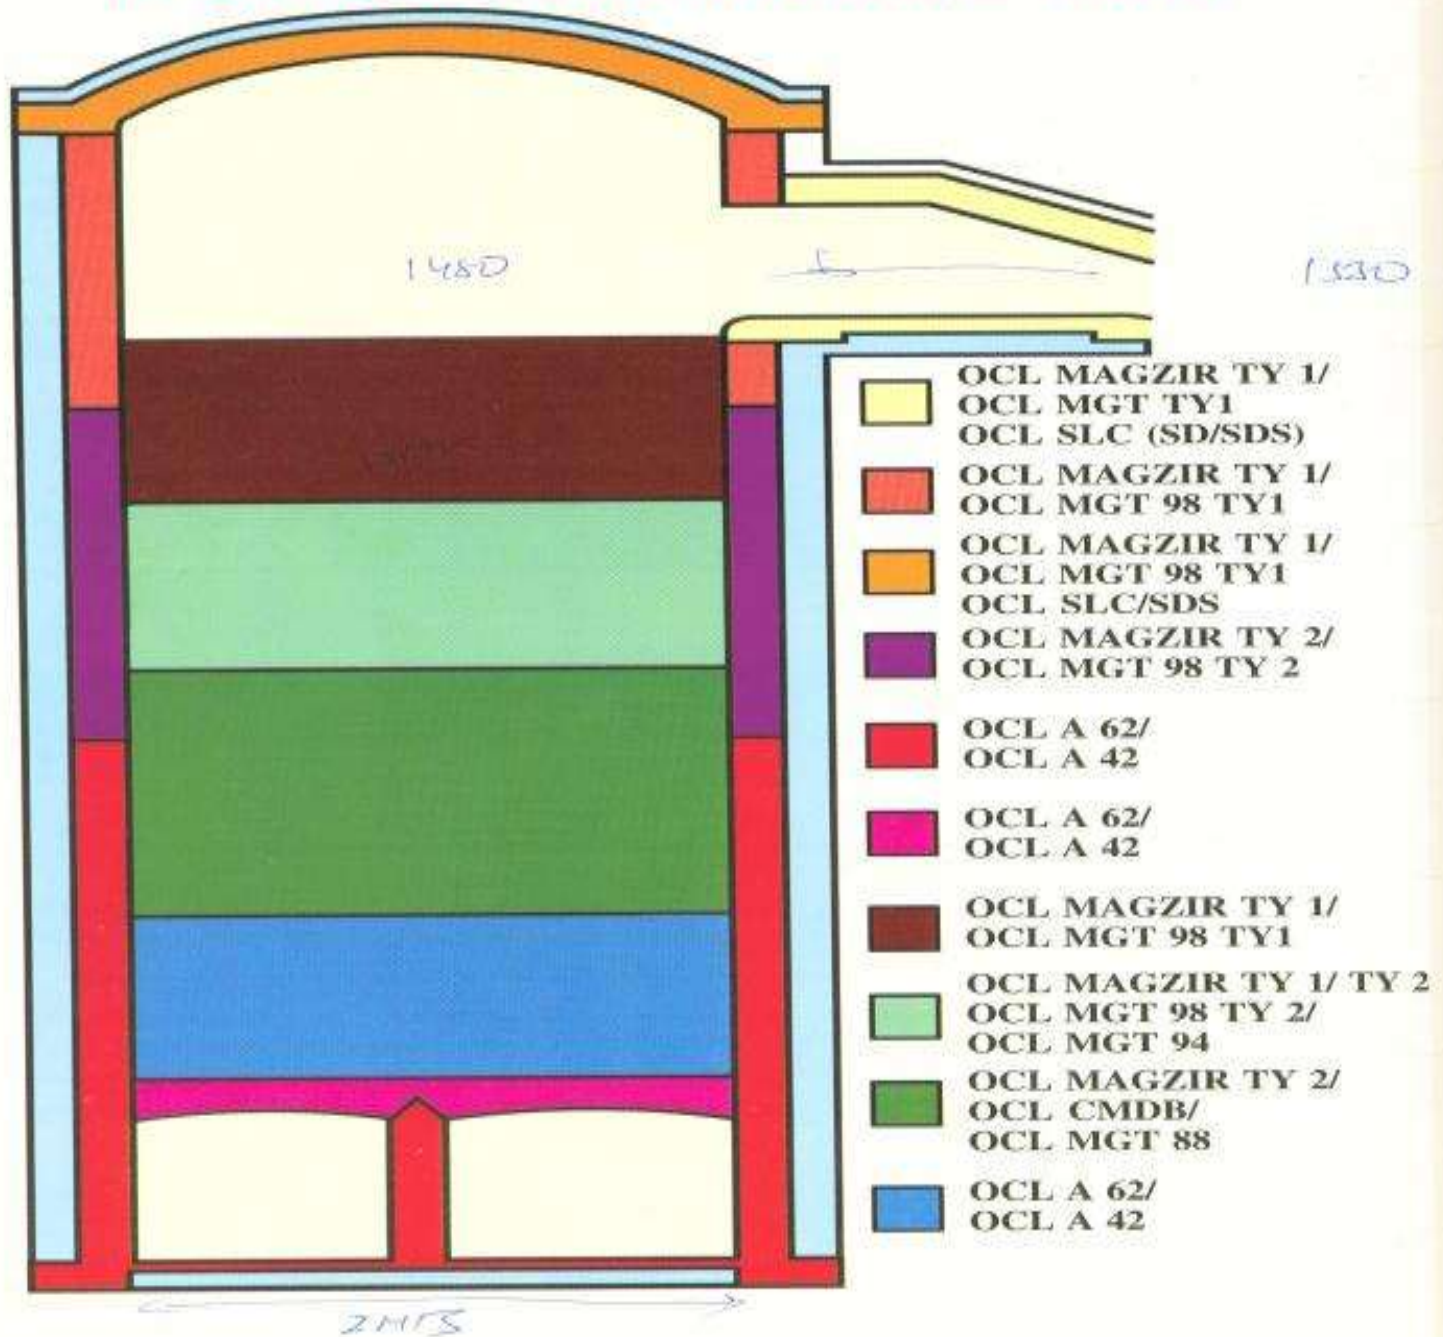 1480
OCL MAGZIR TY 1/
OCL MGT TY1
OCL SLC (SD/SDS)
OCL MAGZIR TY 1/
OCL MGT 98 TY1
OCL MAGZIR TY 1/
OCL MGT 98 TY1
OCL SLC/SDS
OCL MAGZIR TY 2/
OCL MGT 98 TY 2
OCL A 62/
OCL A 42
OCL A 62/
OCL A 42
OCL MAGZIR TY 1/
OCL MGT 98 TY1
OCL MAGZIR TY 1/ TY 2
OCL MGT 98 TY 2/
OCL MGT 94
OCL MAGZIR TY 2/
OCL CMDB/
OCL MGT 88
OCL A 62/
OCL A 42